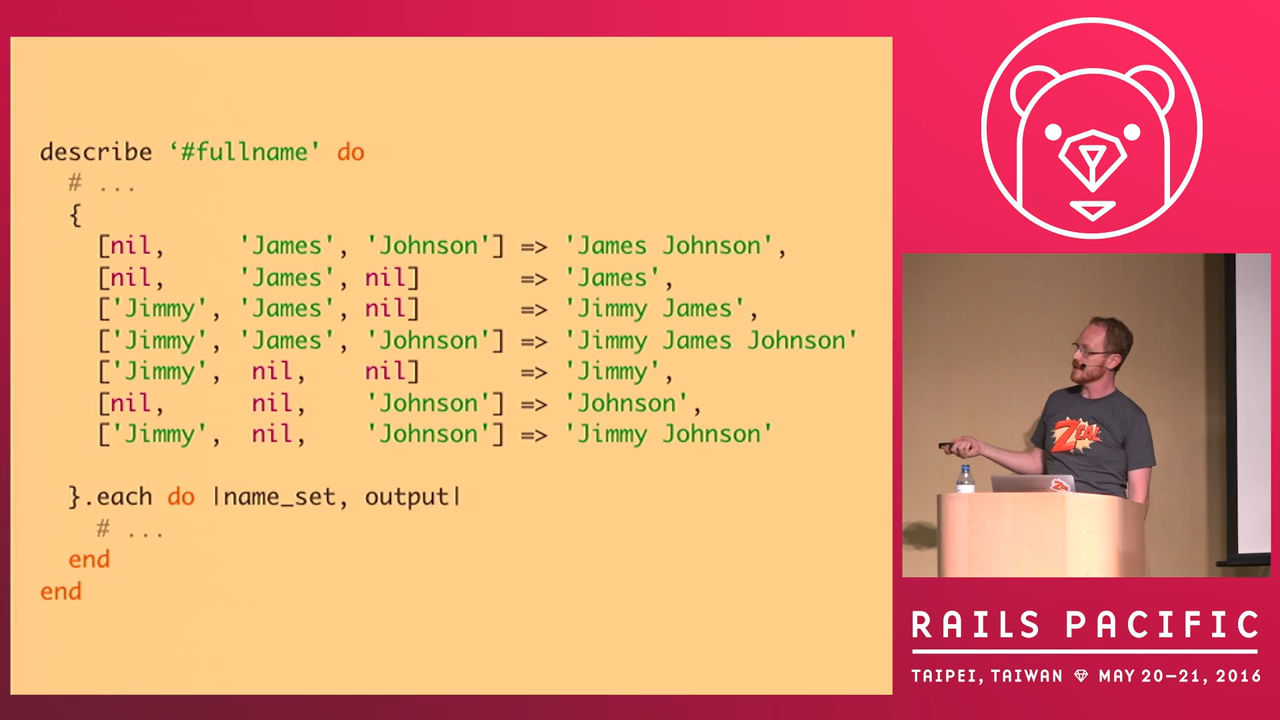 describe ‘#fullname' do
  # ...
  {
    [nil,     'James', 'Johnson'] => 'James Johnson',
    [nil,     'James', nil]       => 'James',
    ['Jimmy', 'James', nil]       => 'Jimmy James',
    ['Jimmy', 'James', 'Johnson'] => 'Jimmy James Johnson'
    ['Jimmy',  nil,    nil]       => 'Jimmy',
    [nil,      nil,    'Johnson'] => 'Johnson',
    ['Jimmy',  nil,    'Johnson'] => 'Jimmy Johnson'
  }.each do |name_set, output|
    # ...
  end
end
ZEAL
RAILS PACIFIC
TAIPEI, TAIWAN MAY 20–21, 2016